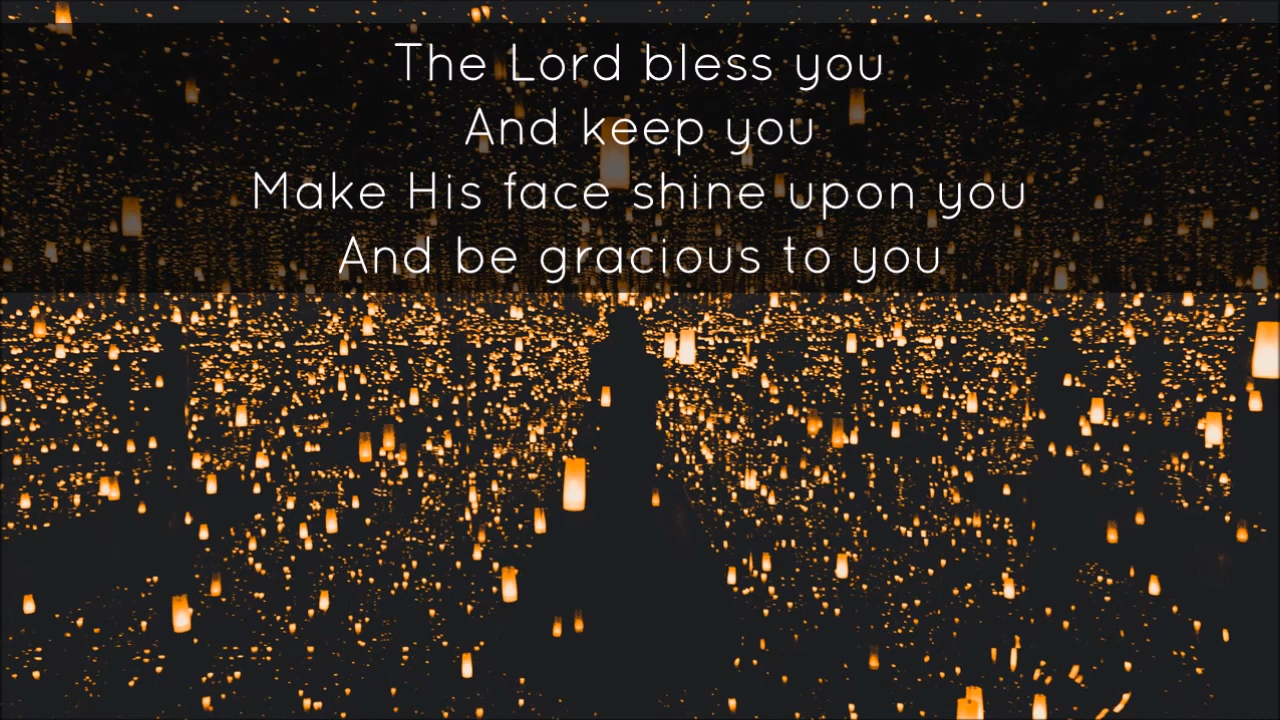 The Lord bless you
And keep you
Make His face shine upon you
And be gracious to you